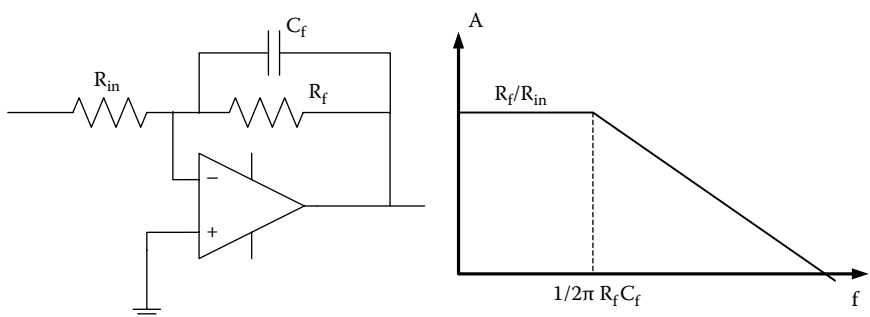 C_f
R_in
R_f
−
+
A
R_f/R_in
1/2π R_fC_f
f